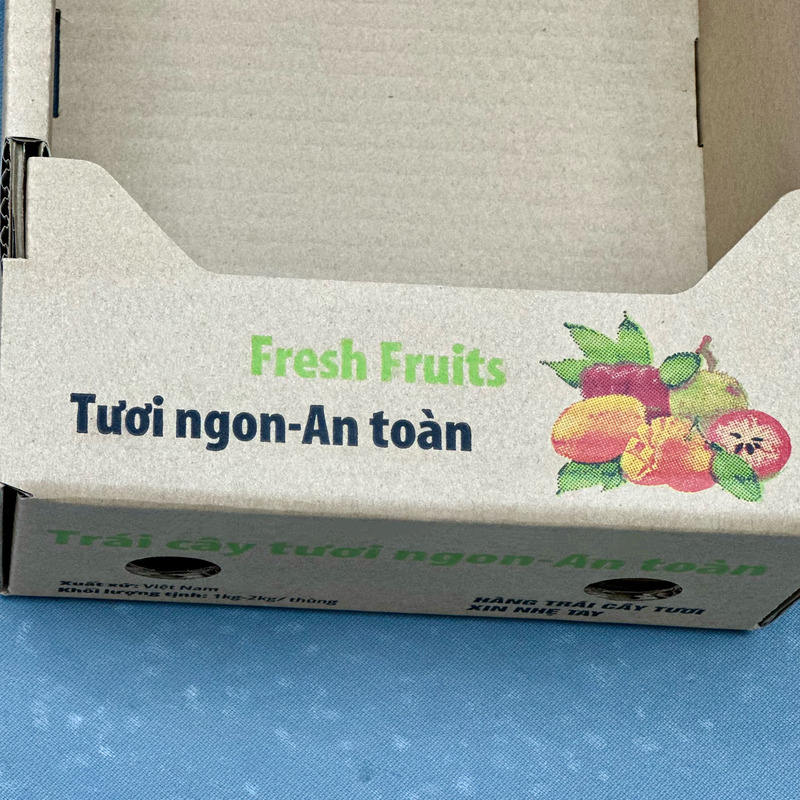 Fresh Fruits
Tươi ngon-An toàn
Trái cây tươi ngon-An toàn
Xuất xứ: Việt Nam
Khối lượng tịnh: 1kg-2kg/ thùng
HÀNG TRÁI CÂY TƯƠI
XIN NHẸ TAY